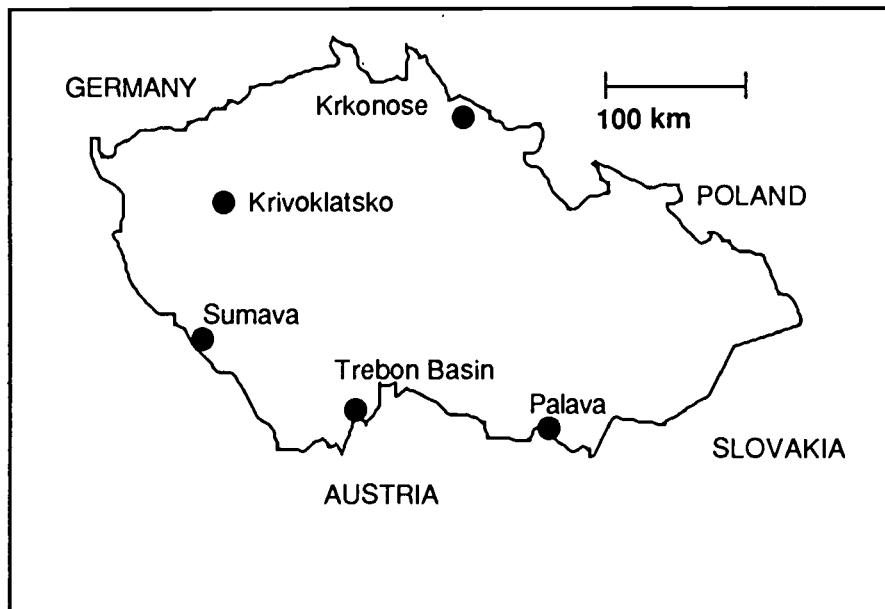 GERMANY
Krkonose
100 km
Krivoklatsko
POLAND
Sumava
Trebon Basin
Palava
SLOVAKIA
AUSTRIA